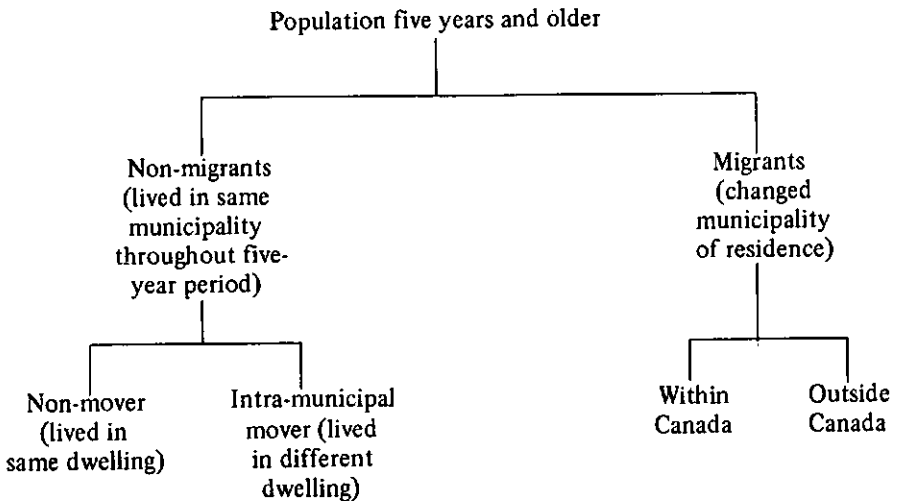 Population five years and older
Non-migrants
(lived in same
municipality
throughout five-
year period)
Migrants
(changed
municipality
of residence)
Non-mover
(lived in
same dwelling)
Intra-municipal
mover (lived
in different
dwelling)
Within
Canada
Outside
Canada